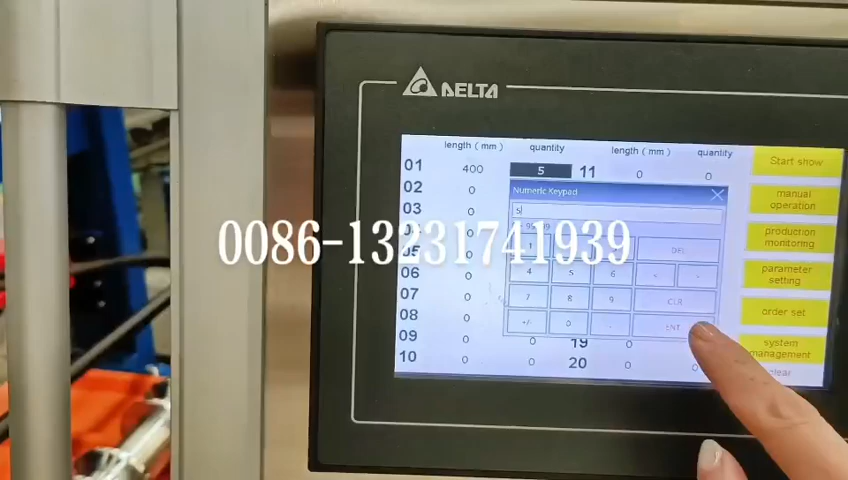 DELTA
length ( mm ) quantity length ( mm ) quantity
01 400 5 11 0 0
02 0
03 0
05
06 0
07 0
08 0
09 0 0 19 0
10 0 0 20 0 0
Numeric Keypad
5
DEL
4 5 6 < >
7 8 9 CLR
+/- 0 . ENT
Start show
manual
operation
production
monitoring
parameter
setting
order set
system
management
clear
0086-13231741939